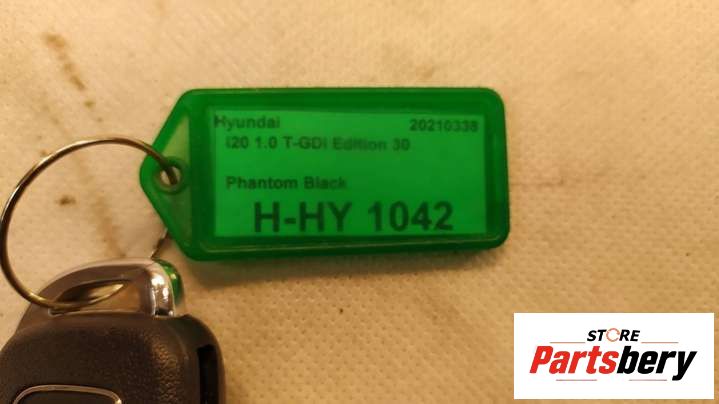 Hyundai 20210338
i20 1.0 T-GDI Edition 30
Phantom Black
H-HY 1042
STORE
Partsbery